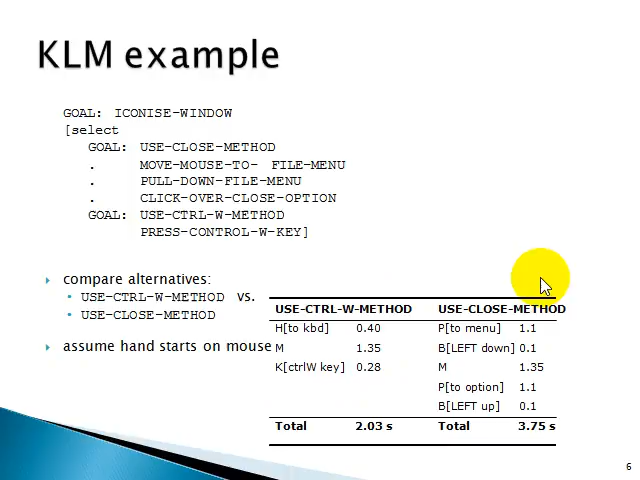 KLM example
GOAL: ICONISE-WINDOW
[select
GOAL: USE-CLOSE-METHOD
. MOVE-MOUSE-TO- FILE-MENU
. PULL-DOWN-FILE-MENU
. CLICK-OVER-CLOSE-OPTION
GOAL: USE-CTRL-W-METHOD
PRESS-CONTROL-W-KEY]
compare alternatives:
• USE-CTRL-W-METHOD vs.
• USE-CLOSE-METHOD
assume hand starts on mouse
USE-CTRL-W-METHOD USE-CLOSE-METHOD
H[to kbd] 0.40 P[to menu] 1.1
M 1.35 B[LEFT down] 0.1
K[ctrlW key] 0.28 M 1.35
P[to option] 1.1
B[LEFT up] 0.1
Total 2.03 s Total 3.75 s
6